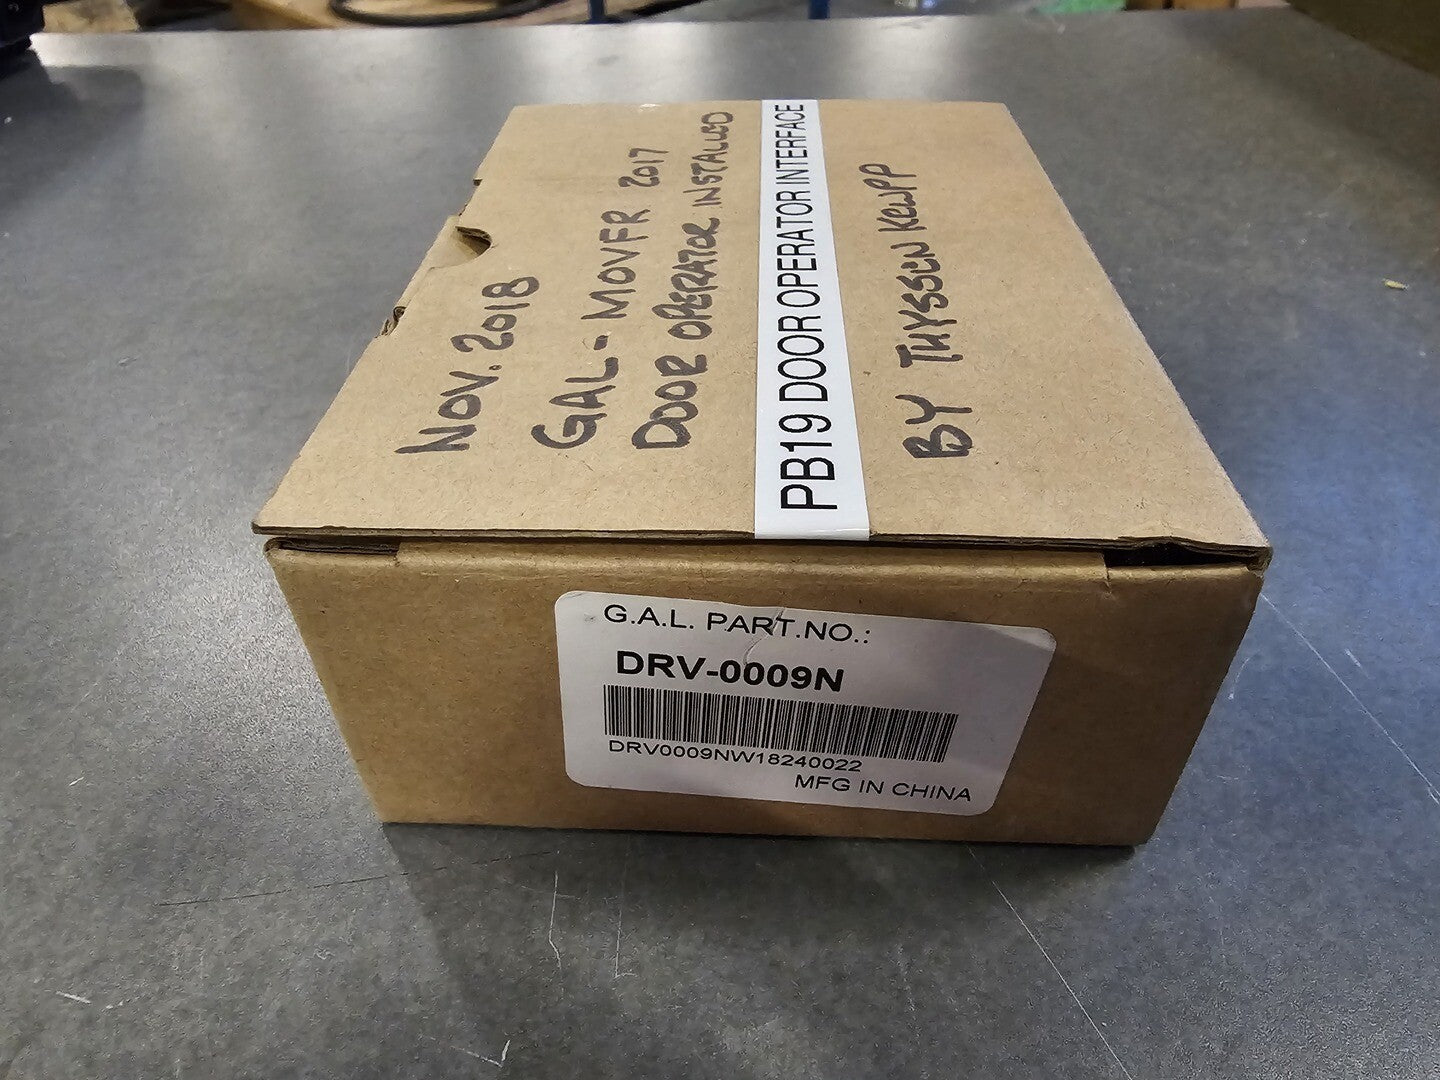 NOV. 2018
GAL- MOVFR 2017
DOOR OPERATOR INSTALLED
PB19 DOOR OPERATOR INTERFACE
BY THYSSEN KEWPP
G.A.L. PART.NO.:
DRV-0009N
DRV0009NW18240022
MFG IN CHINA